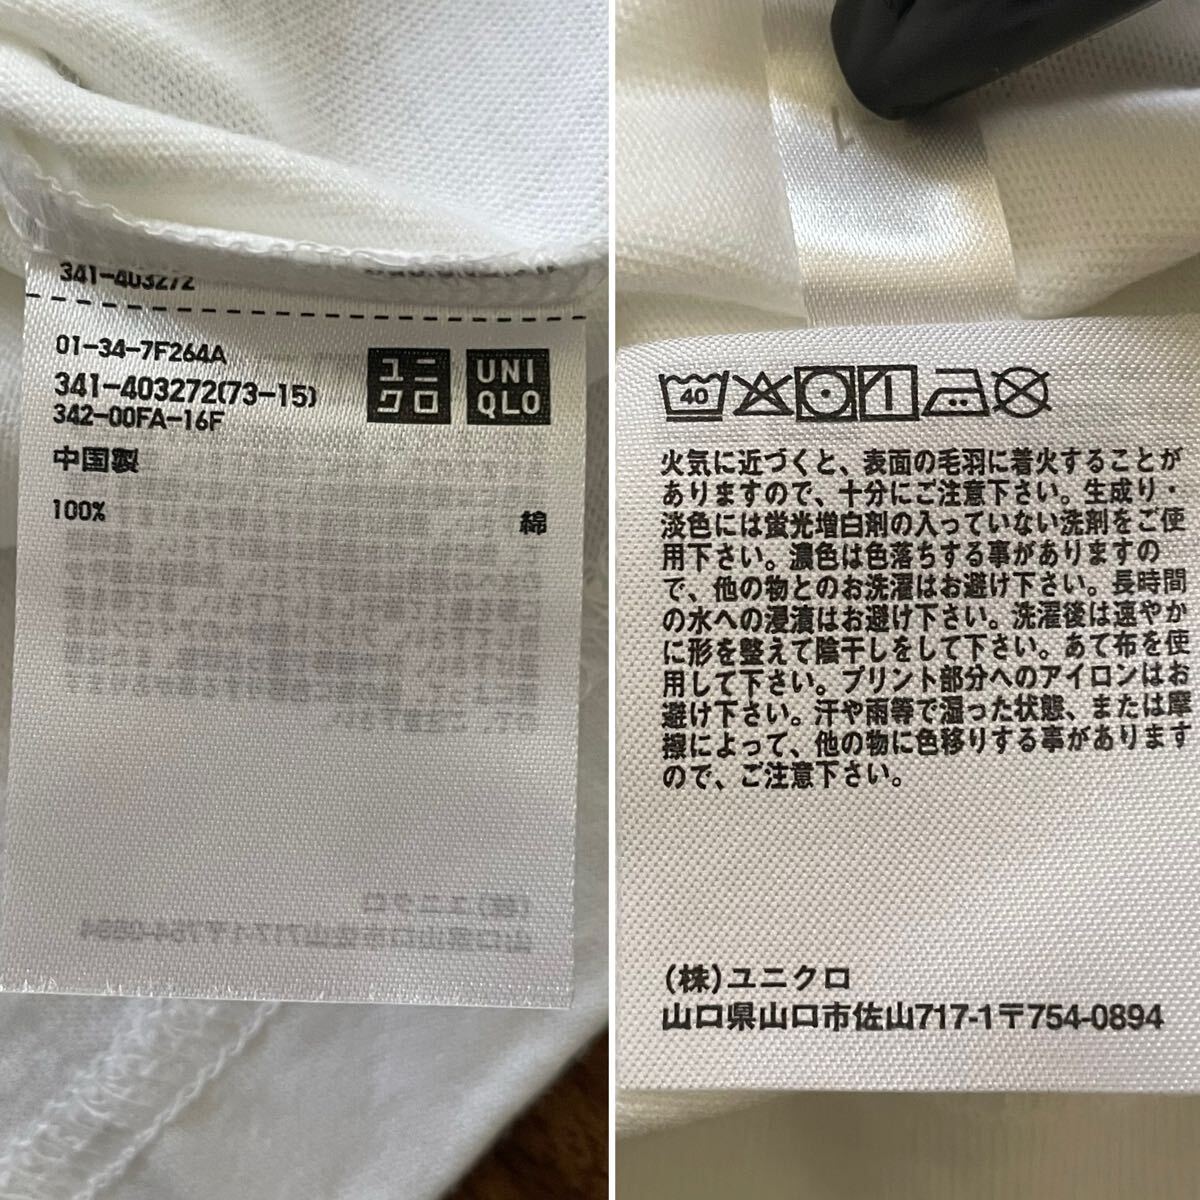 341-403272
01-34-7F264A
341-403272(73-15)
342-00FA-16F
ユニ
クロ
UNI
QLO
中国製
100%
綿
40
火気に近づくと、表面の毛羽に着火することが
ありますので、十分にご注意下さい。生成り・
淡色には蛍光増白剤の入っていない洗剤をご使
用下さい。濃色は色落ちする事がありますの
で、他の物とのお洗濯はお避け下さい。長時間
の水への浸漬はお避け下さい。洗濯後は速やか
に形を整えて陰干しをして下さい。あて布を使
用して下さい。プリント部分へのアイロンはお
避け下さい。汗や雨等で湿った状態、または摩
擦によって、他の物に色移りする事があります
ので、ご注意下さい。
(株)ユニクロ
山口県山口市佐山717-1〒754-0894